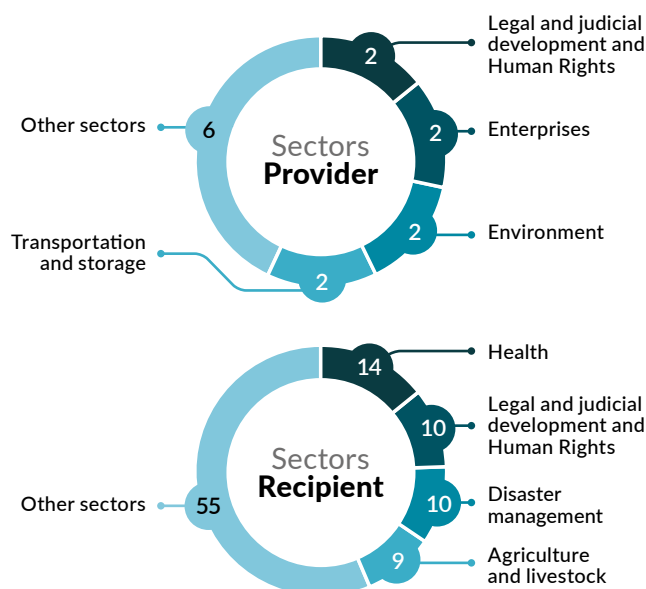 Legal and judicial
development and
Human Rights
2
Enterprises
2
Environment
2
Transportation
and storage
2
Other sectors
6
Sectors
Provider
Health
14
Legal and judicial
development and
Human Rights
10
Disaster
management
10
Agriculture
and livestock
9
Other sectors
55
Sectors
Recipient